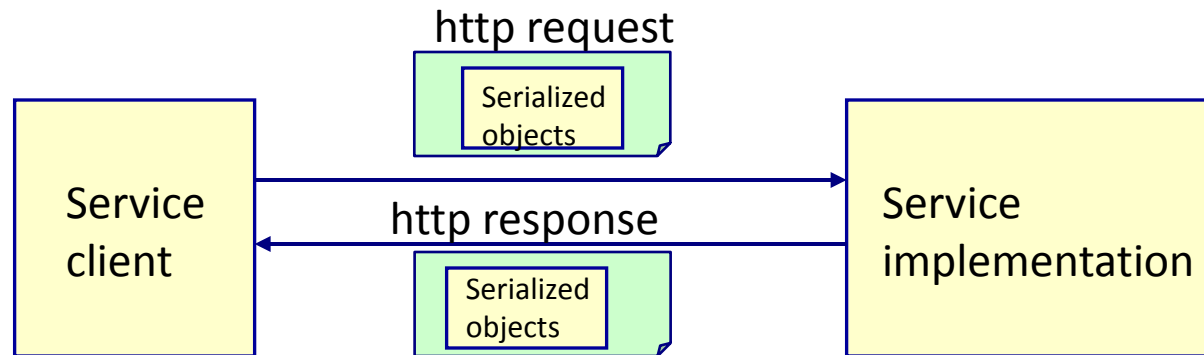 http request
Serialized
objects
Service
client
http response
Service
implementation
Serialized
objects